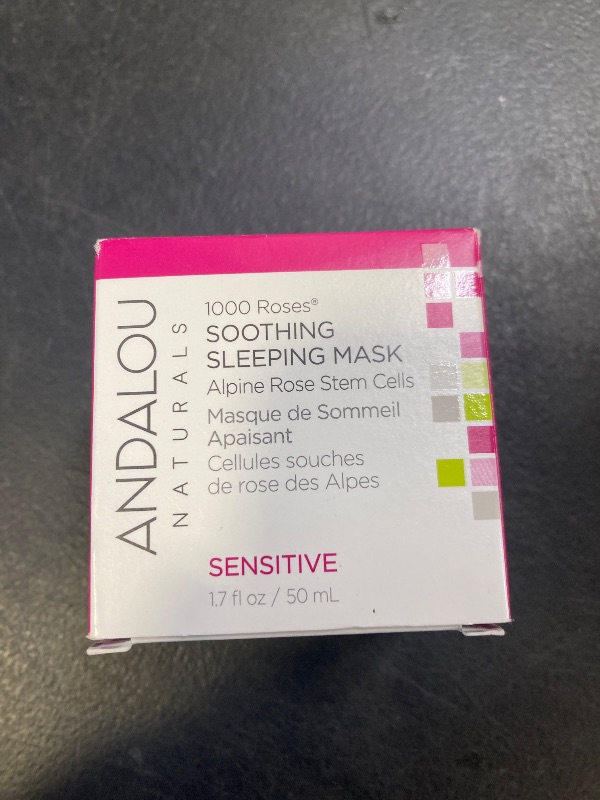 ANDALOU
NATURALS
1000 Roses®
SOOTHING
SLEEPING MASK
Alpine Rose Stem Cells
Masque de Sommeil
Apaisant
Cellules souches
de rose des Alpes
SENSITIVE
1.7 fl oz / 50 mL